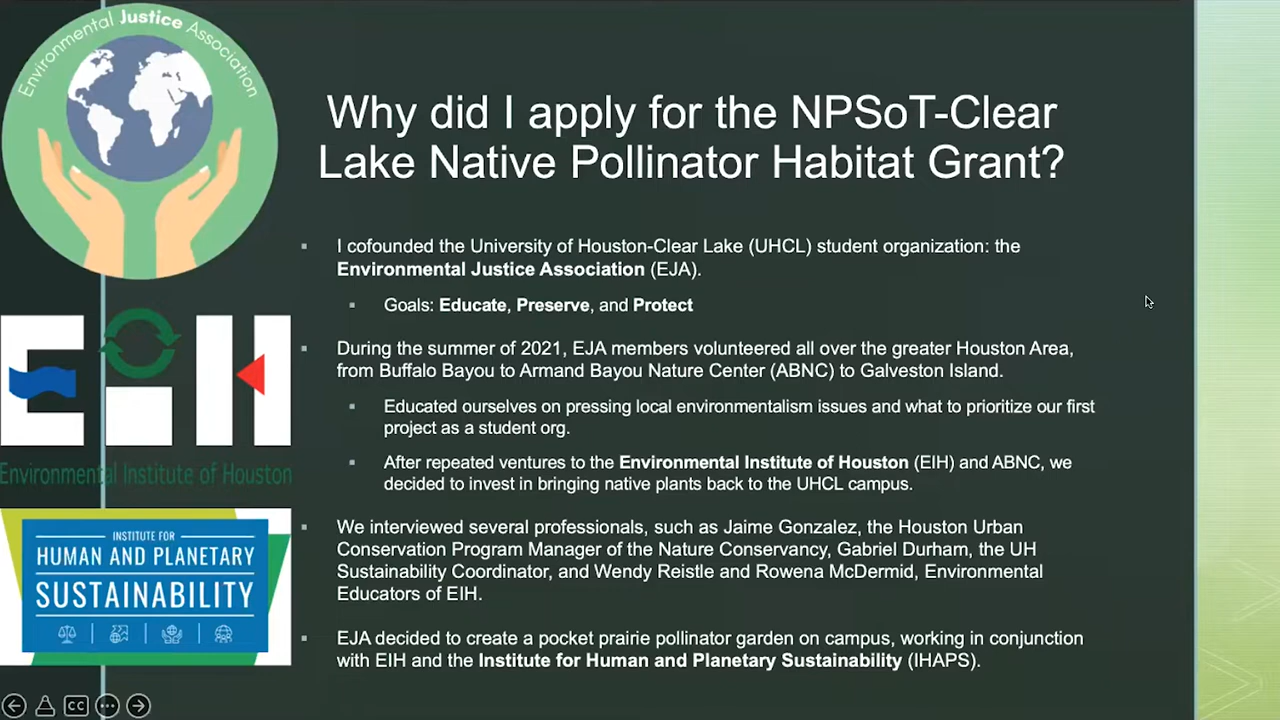 Environmental Justice Association
Why did I apply for the NPSoT-Clear
Lake Native Pollinator Habitat Grant?
I cofounded the University of Houston-Clear Lake (UHCL) student organization: the
Environmental Justice Association (EJA).
Goals: Educate, Preserve, and Protect
During the summer of 2021, EJA members volunteered all over the greater Houston Area,
from Buffalo Bayou to Armand Bayou Nature Center (ABNC) to Galveston Island.
Educated ourselves on pressing local environmentalism issues and what to prioritize our first
project as a student org.
After repeated ventures to the Environmental Institute of Houston (EIH) and ABNC, we
decided to invest in bringing native plants back to the UHCL campus.
We interviewed several professionals, such as Jaime Gonzalez, the Houston Urban
Conservation Program Manager of the Nature Conservancy, Gabriel Durham, the UH
Sustainability Coordinator, and Wendy Reistle and Rowena McDermid, Environmental
Educators of EIH.
EJA decided to create a pocket prairie pollinator garden on campus, working in conjunction
with EIH and the Institute for Human and Planetary Sustainability (IHAPS).
EIH
Environmental Institute of Houston
INSTITUTE FOR
HUMAN AND PLANETARY
SUSTAINABILITY
CC